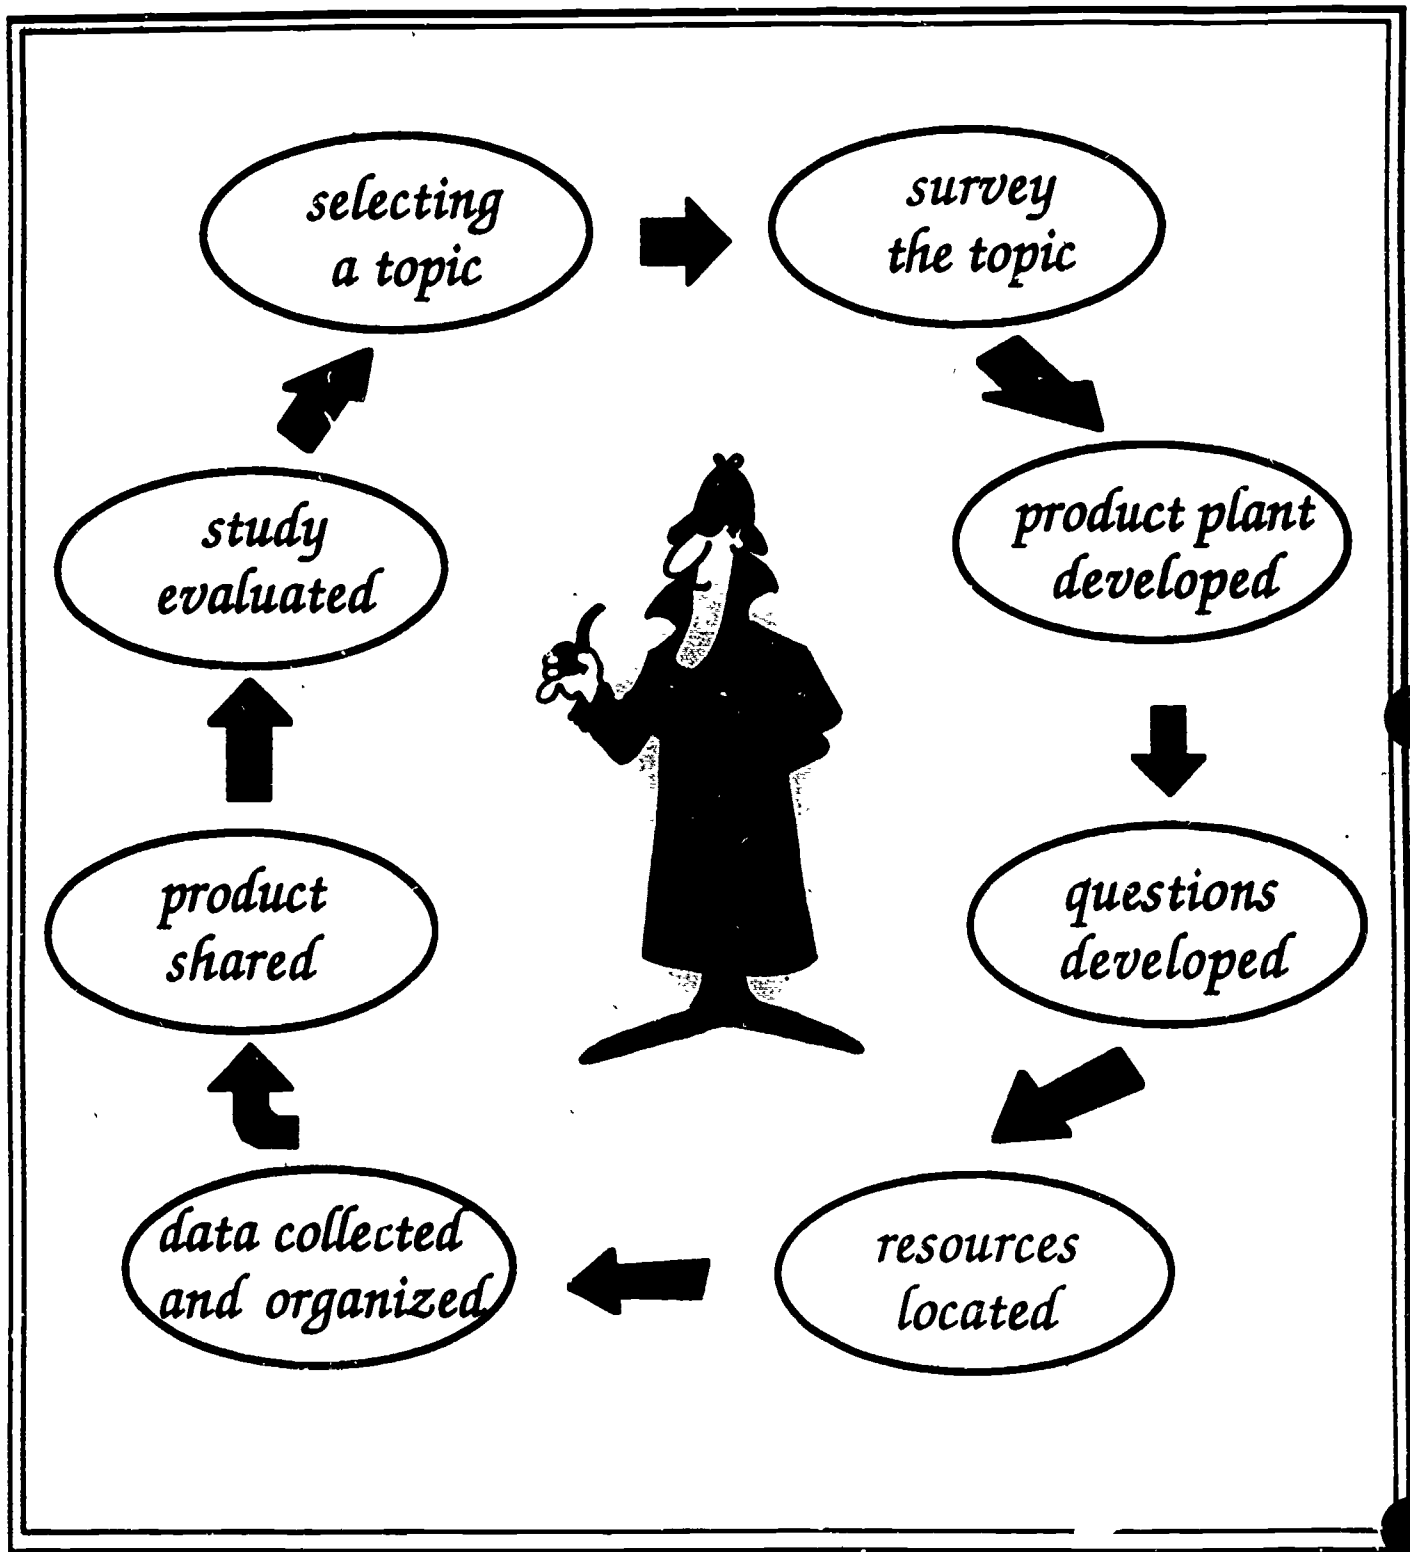 selecting
a topic
survey
the topic
product plant
developed
questions
developed
resources
located
data collected
and organized
product
shared
study
evaluated